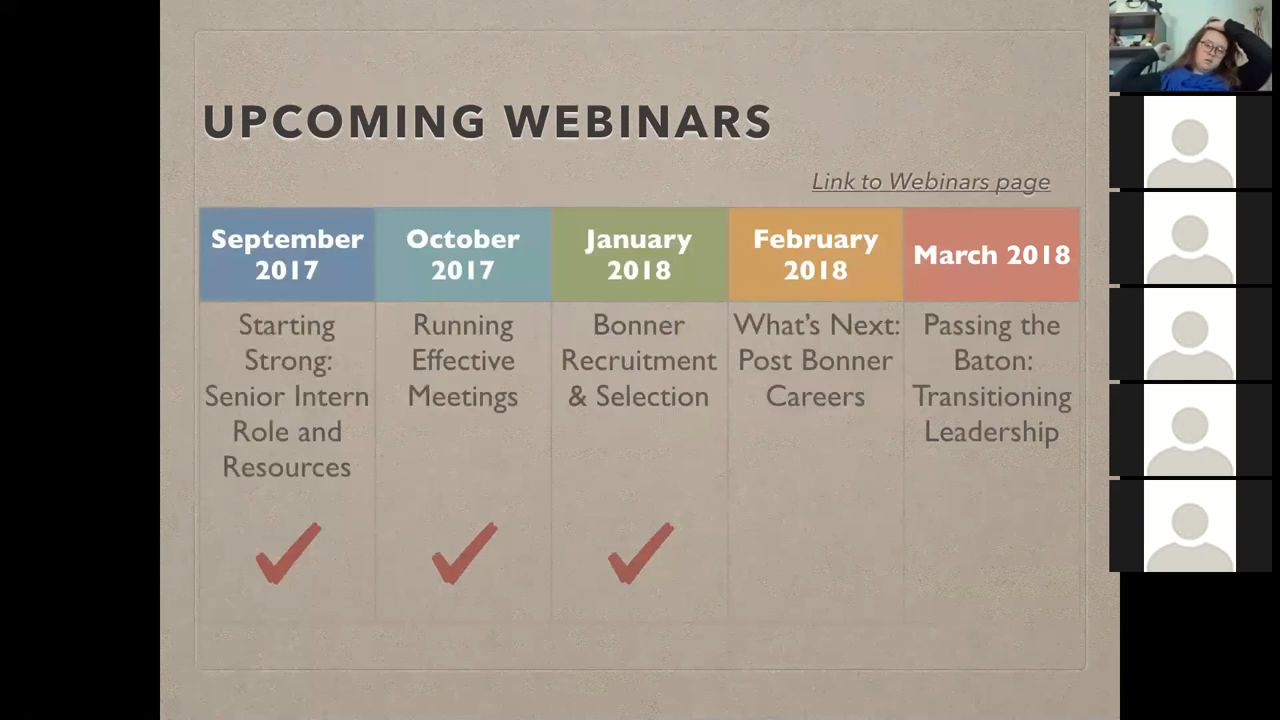 UPCOMING WEBINARS
Link to Webinars page
September
2017
October
2017
January
2018
February
2018
March 2018
Starting
Strong:
Senior Intern
Role and
Resources
Running
Effective
Meetings
Bonner
Recruitment
& Selection
What's Next:
Post Bonner
Careers
Passing the
Baton:
Transitioning
Leadership